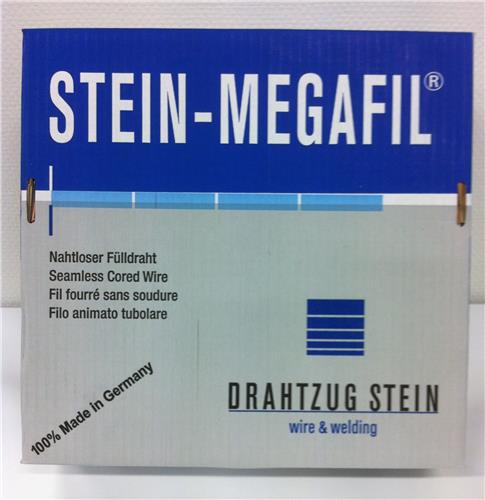 STEIN-MEGAFIL®
Nahtloser Fülldraht
Seamless Cored Wire
Fil fourré sans soudure
Filo animato tubolare
100% Made in Germany
DRAHTZUG STEIN
wire & welding